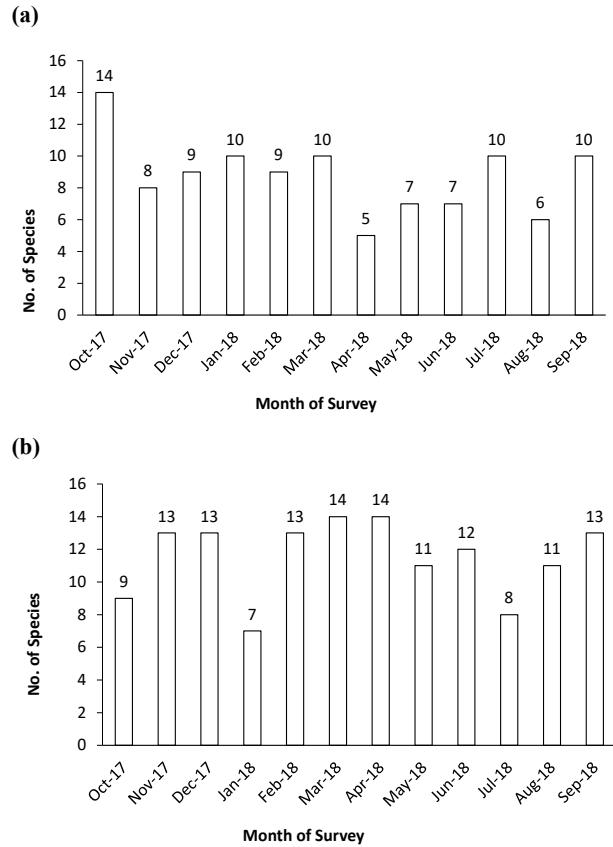 (a)
16
14
12
10
8
6
4
2
0
No. of Species
14
8
9
10
9
10
5
7
7
10
6
10
Oct-17
Nov-17
Dec-17
Jan-18
Feb-18
Mar-18
Apr-18
May-18
Jun-18
Jul-18
Aug-18
Sep-18
Month of Survey
(b)
16
14
12
10
8
6
4
2
0
No. of Species
9
13
13
7
13
14
14
11
12
8
11
13
Oct-17
Nov-17
Dec-17
Jan-18
Feb-18
Mar-18
Apr-18
May-18
Jun-18
Jul-18
Aug-18
Sep-18
Month of Survey